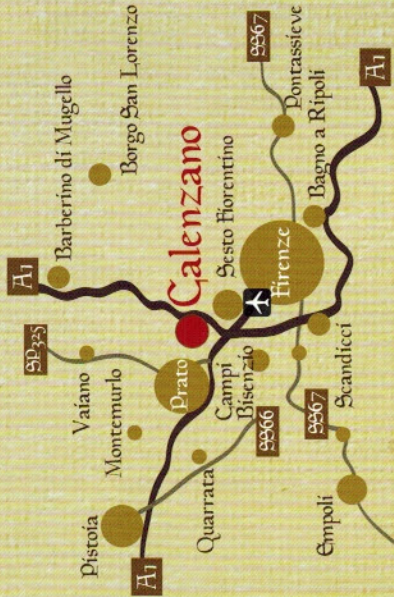 A1
Barberino di Mugello
Borgo San Lorenzo
SS67
SP325
Vaiano
Calenzano
Sesto Fiorentino
Pontassieve
A1
Montemurlo
Prato
Campi
Bisenzio
Firenze
Bagno a Ripoli
Pistoia
Quarrata
SS66
SS67
Scandicci
A1
Empoli